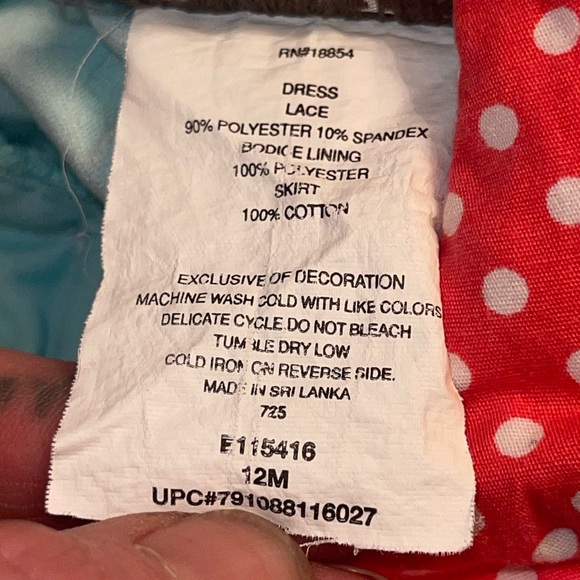 RN#18854
DRESS
LACE
90% POLYESTER 10% SPANDEX
BODICE LINING
100% POLYESTER
SKIRT
100% COTTON
EXCLUSIVE OF DECORATION
MACHINE WASH COLD WITH LIKE COLORS
DELICATE CYCLE.DO NOT BLEACH
TUMBLE DRY LOW
COLD IRON ON REVERSE SIDE.
MADE IN SRI LANKA
725
E115416
12M
UPC#791088116027